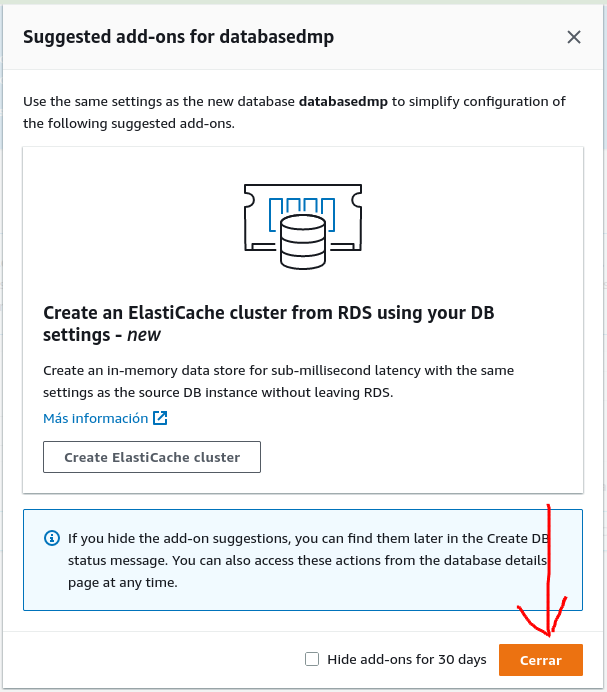 Suggested add-ons for databasedmp
Use the same settings as the new database databasedmp to simplify configuration of
the following suggested add-ons.
Create an ElastiCache cluster from RDS using your DB
settings - new
Create an in-memory data store for sub-millisecond latency with the same
settings as the source DB instance without leaving RDS.
Más información
Create ElastiCache cluster
If you hide the add-on suggestions, you can find them later in the Create DB
status message. You can also access these actions from the database details
page at any time.
Hide add-ons for 30 days
Cerrar